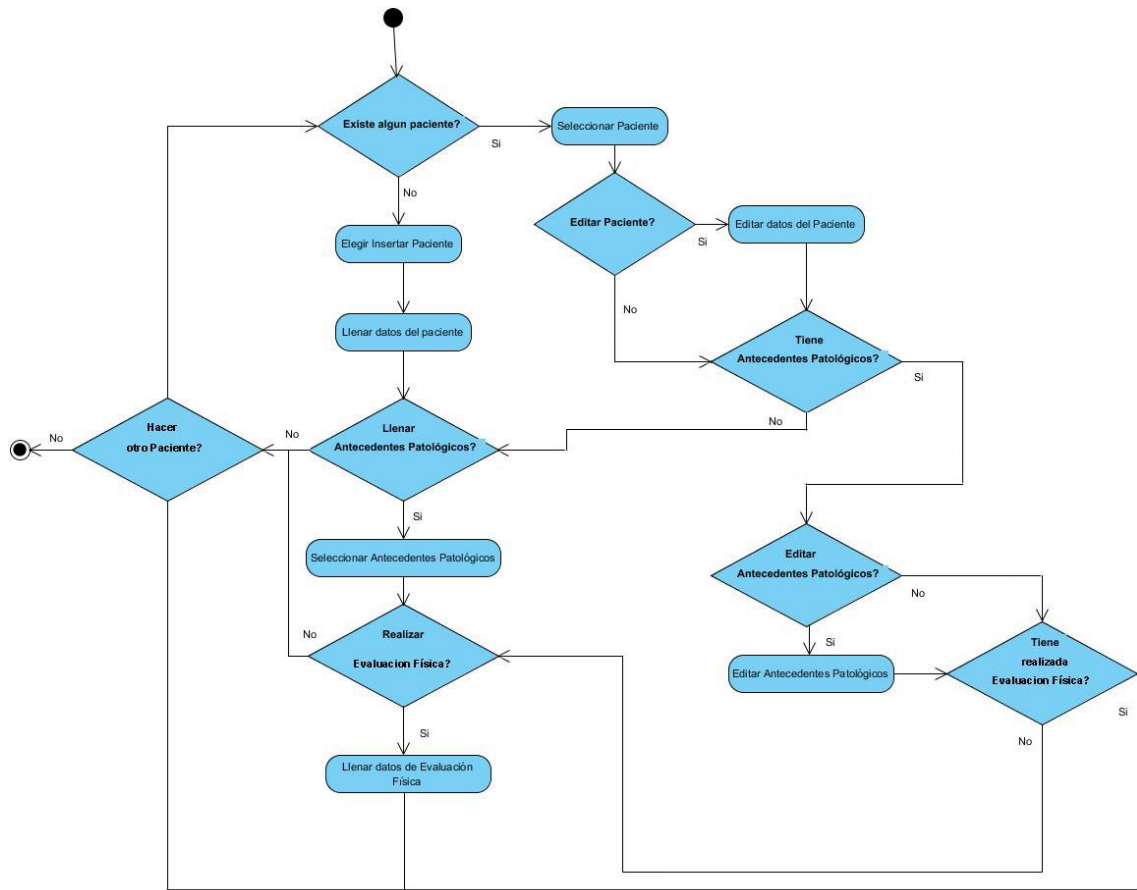 Existe algun paciente?
Si
Seleccionar Paciente
No
Editar Paciente?
Si
Editar datos del Paciente
Elegir Insertar Paciente
No
Llenar datos del paciente
Tiene
Antecedentes Patológicos?
Si
No
Hacer
otro Paciente?
No
No
Llenar
Antecedentes Patológicos?
Si
Seleccionar Antecedentes Patológicos
Editar
Antecedentes Patológicos?
No
Si
Editar Antecedentes Patológicos
No
Realizar
Evaluacion Física?
Tiene
realizada
Evaluacion Física?
Si
No
Si
Llenar datos de Evaluación
Física